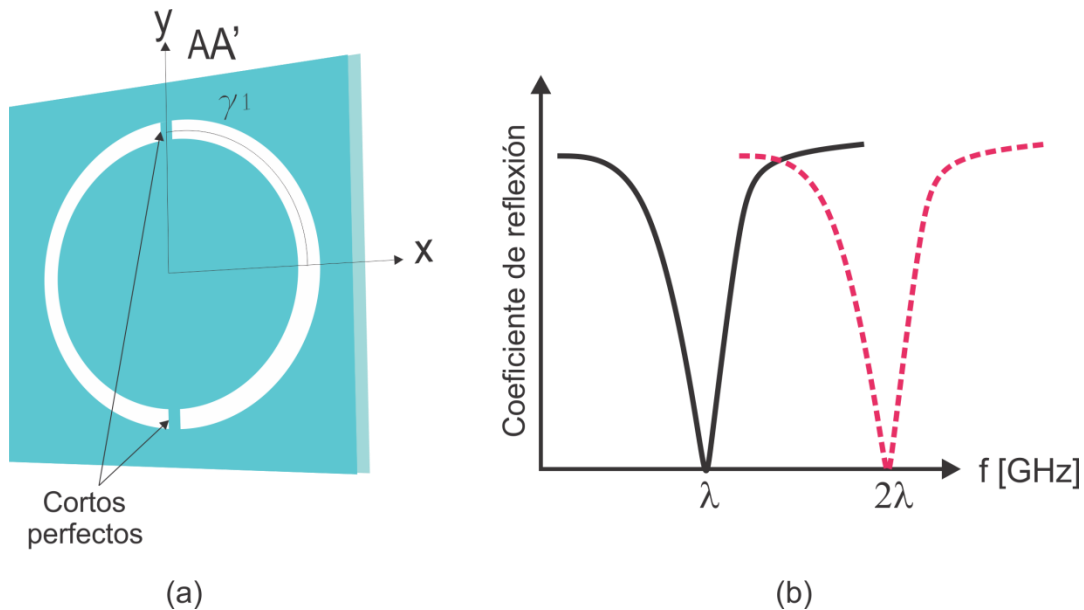 y
AA’
γ1
x
Cortos
perfectos
(a)
Coeficiente de reflexión
λ
2λ
f [GHz]
(b)